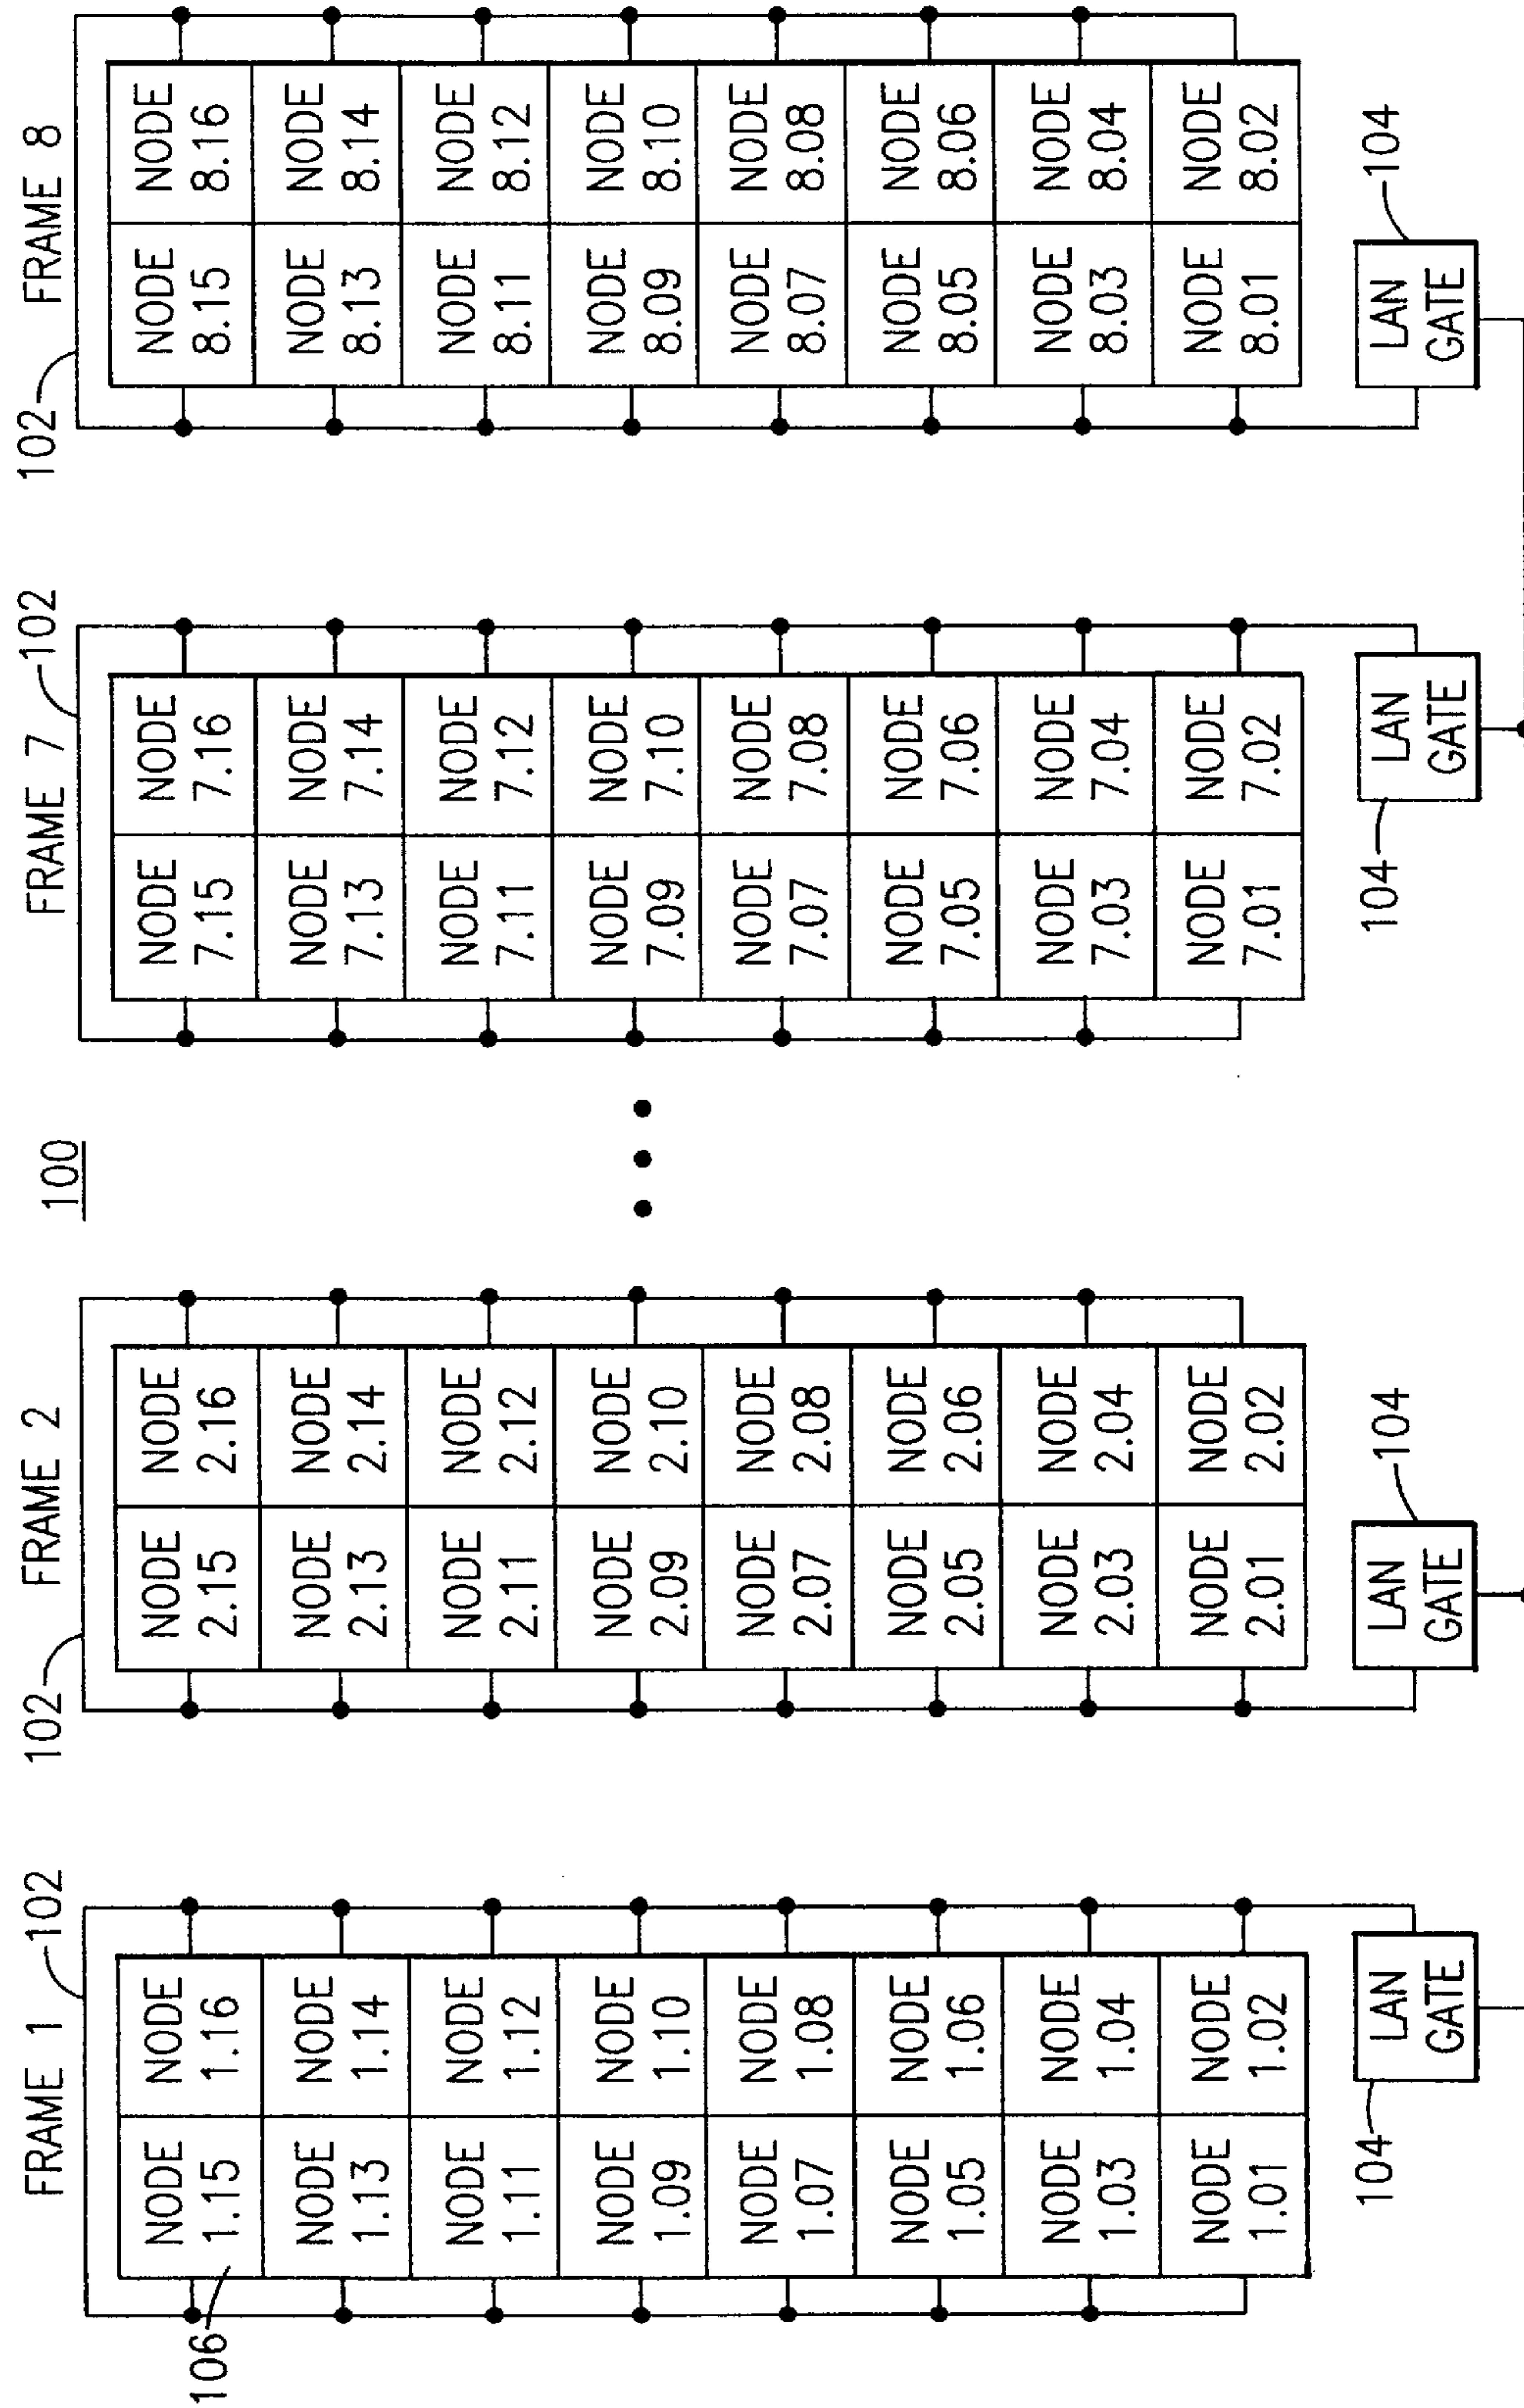 100
FRAME 1
102
NODE
1.15
NODE
1.16
NODE
1.13
NODE
1.14
NODE
1.11
NODE
1.12
NODE
1.09
NODE
1.10
NODE
1.07
NODE
1.08
NODE
1.05
NODE
1.06
NODE
1.03
NODE
1.04
NODE
1.01
NODE
1.02
106
104
LAN
GATE
102
FRAME 2
NODE
2.15
NODE
2.16
NODE
2.13
NODE
2.14
NODE
2.11
NODE
2.12
NODE
2.09
NODE
2.10
NODE
2.07
NODE
2.08
NODE
2.05
NODE
2.06
NODE
2.03
NODE
2.04
NODE
2.01
NODE
2.02
LAN
GATE
104
FRAME 7
102
NODE
7.15
NODE
7.16
NODE
7.13
NODE
7.14
NODE
7.11
NODE
7.12
NODE
7.09
NODE
7.10
NODE
7.07
NODE
7.08
NODE
7.05
NODE
7.06
NODE
7.03
NODE
7.04
NODE
7.01
NODE
7.02
104
LAN
GATE
102
FRAME 8
NODE
8.15
NODE
8.16
NODE
8.13
NODE
8.14
NODE
8.11
NODE
8.12
NODE
8.09
NODE
8.10
NODE
8.07
NODE
8.08
NODE
8.05
NODE
8.06
NODE
8.03
NODE
8.04
NODE
8.01
NODE
8.02
LAN
GATE
104